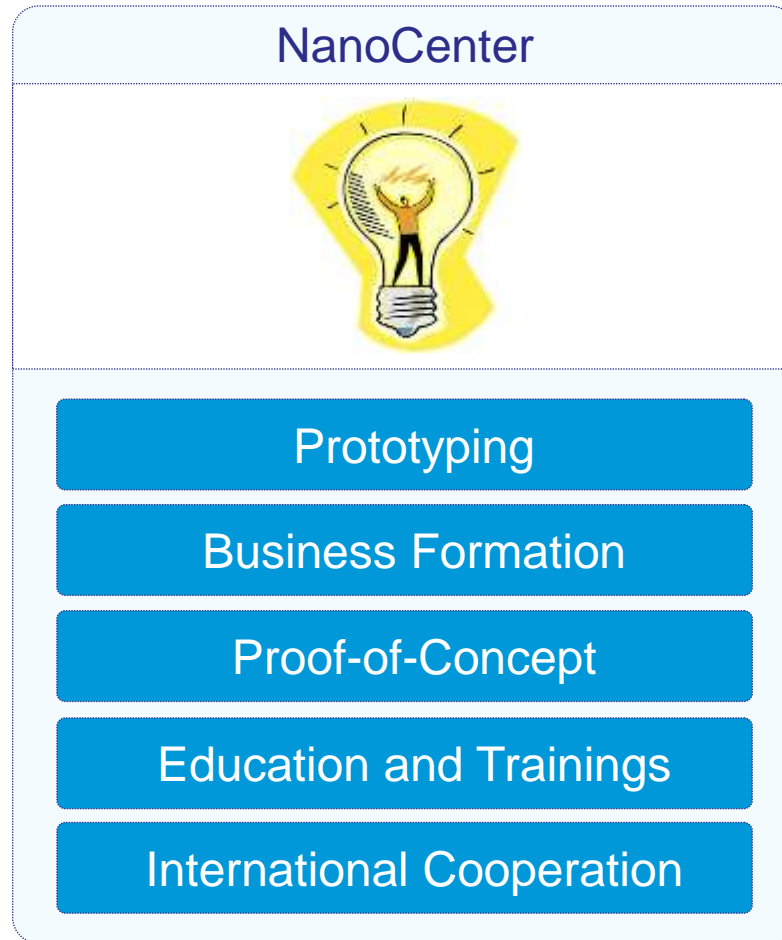 NanoCenter
Prototyping
Business Formation
Proof-of-Concept
Education and Trainings
International Cooperation